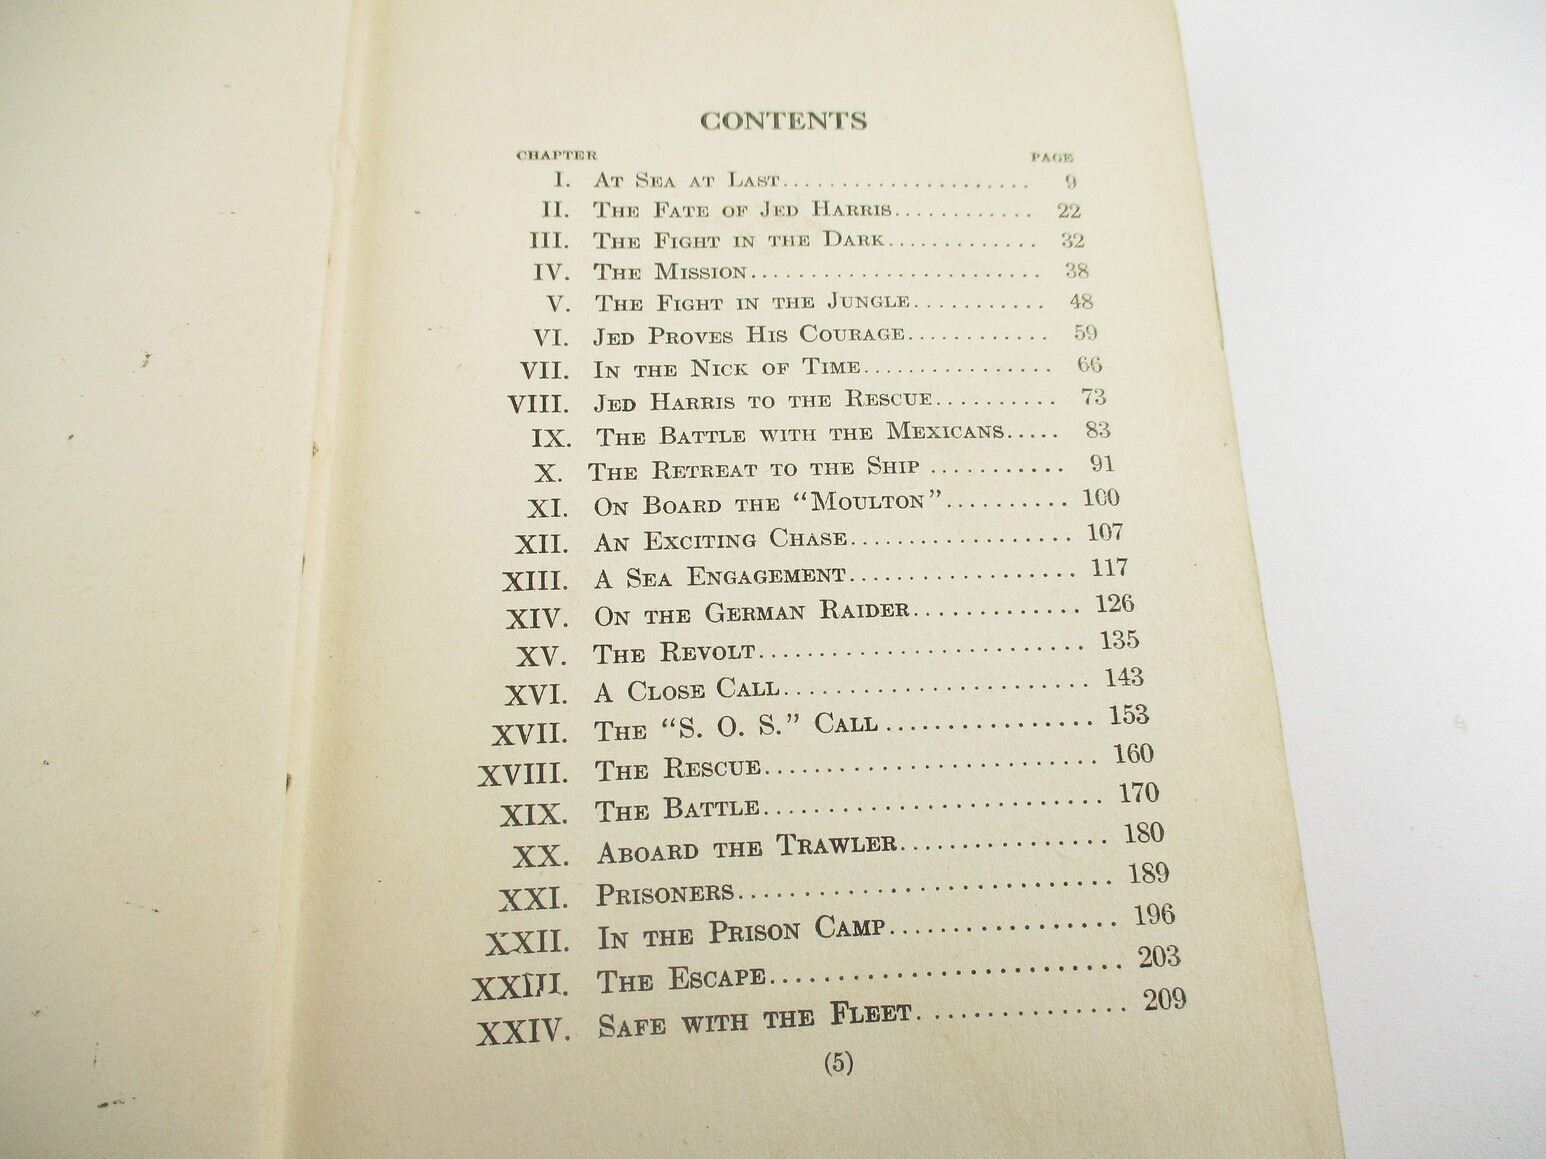 CONTENTS
CHAPTER PAGE
I. AT SEA AT LAST...................... 9
II. THE FATE OF JED HARRIS............ 22
III. THE FIGHT IN THE DARK............. 32
IV. THE MISSION......................... 38
V. THE FIGHT IN THE JUNGLE........... 48
VI. JED PROVES HIS COURAGE............ 59
VII. IN THE NICK OF TIME................ 66
VIII. JED HARRIS TO THE RESCUE.......... 73
IX. THE BATTLE WITH THE MEXICANS..... 83
X. THE RETREAT TO THE SHIP ........... 91
XI. ON BOARD THE “MOULTON”.......... 100
XII. AN EXCITING CHASE.................. 107
XIII. A SEA ENGAGEMENT................... 117
XIV. ON THE GERMAN RAIDER............. 126
XV. THE REVOLT.......................... 135
XVI. A CLOSE CALL........................ 143
XVII. THE “S. O. S.” CALL ................. 153
XVIII. THE RESCUE.......................... 160
XIX. THE BATTLE.......................... 170
XX. ABOARD THE TRAWLER................ 180
XXI. PRISONERS............................ 189
XXII. IN THE PRISON CAMP................. 196
XXIII. THE ESCAPE.......................... 203
XXIV. SAFE WITH THE FLEET............... 209
(5)